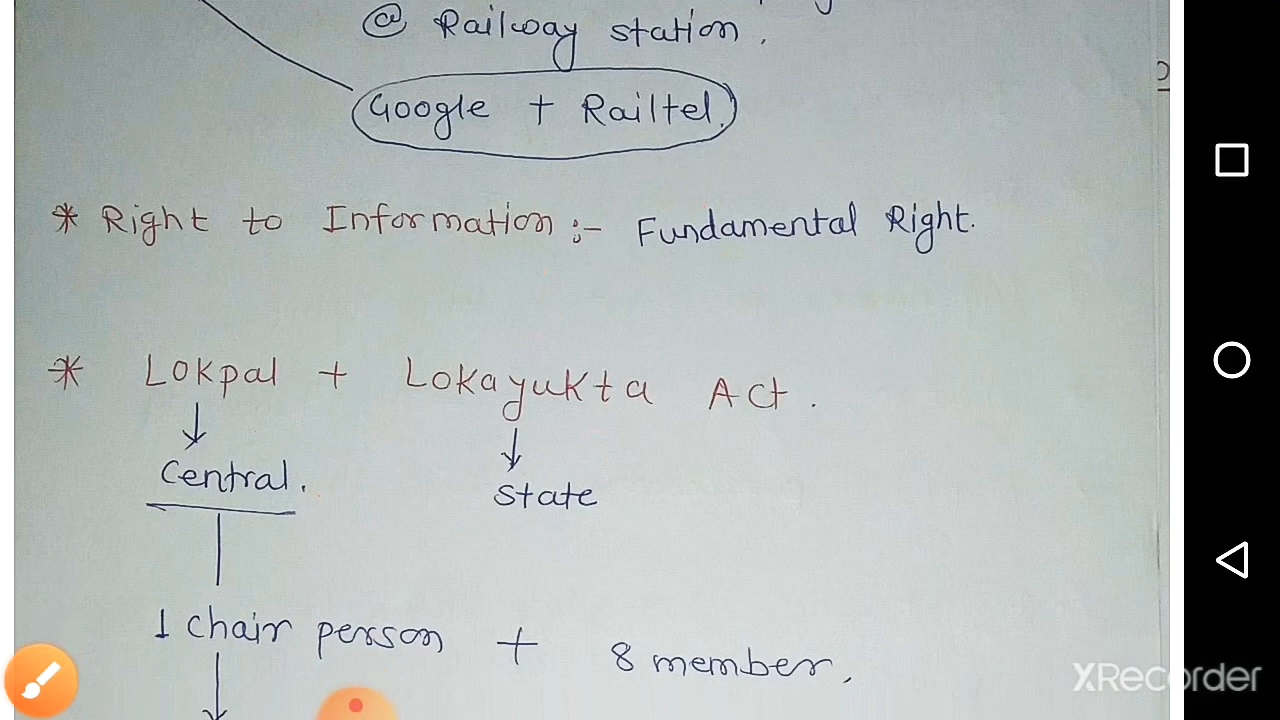 @ Railway station.
Google + Railtel.
* Right to Information :- Fundamental Right.
* Lokpal + Lokayukta Act.
Central.
State
1 chair person + 8 member.
XRecorder